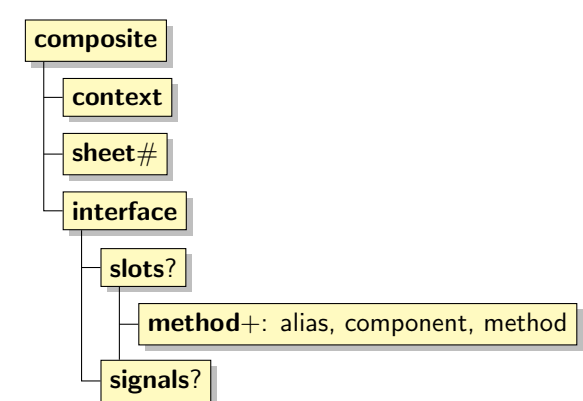 composite
context
sheet#
interface
slots?
method+: alias, component, method
signals?